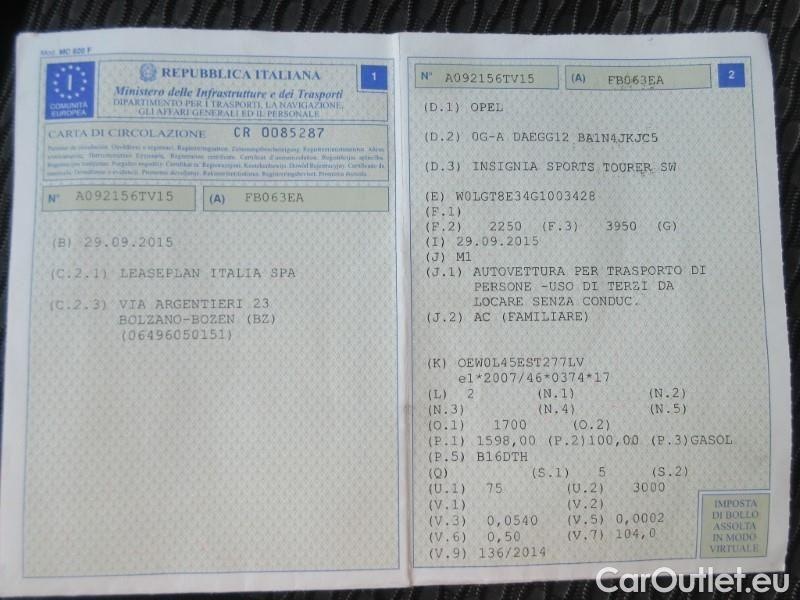 Mod. MC 820 F
I
COMUNITÀ
EUROPEA
REPUBBLICA ITALIANA
1
Ministero delle Infrastrutture e dei Trasporti
DIPARTIMENTO PER I TRASPORTI, LA NAVIGAZIONE,
GLI AFFARI GENERALI ED IL PERSONALE
CARTA DI CIRCOLAZIONE CR 0085287
N° A092156TV15 (A) FB063EA
(B) 29.09.2015
(C.2.1) LEASEPLAN ITALIA SPA
(C.2.3) VIA ARGENTIERI 23
BOLZANO-BOZEN (BZ)
(06496050151)
N° A092156TV15 (A) FB063EA 2
(D.1) OPEL
(D.2) 0G-A DAEGG12 BA1N4JKJC5
(D.3) INSIGNIA SPORTS TOURER SW
(E) W0LGT8E34G1003428
(F.1)
(F.2) 2250 (F.3) 3950 (G)
(I) 29.09.2015
(J) M1
(J.1) AUTOVETTURA PER TRASPORTO DI
PERSONE -USO DI TERZI DA
LOCARE SENZA CONDUC.
(J.2) AC (FAMILIARE)
(K) OEW0L45EST277LV
e1*2007/46*0374*17
(L) 2 (N.1) (N.2)
(N.3) (N.4) (N.5)
(O.1) 1700 (O.2)
(P.1) 1598,00 (P.2)100,00 (P.3)GASOL
(P.5) B16DTH
(Q) (S.1) 5 (S.2)
(U.1) 75 (U.2) 3000
(V.1) (V.2)
(V.3) 0,0540 (V.5) 0,0002
(V.6) 0,50 (V.7) 104,0
(V.9) 136/2014
IMPOSTA
DI BOLLO
ASSOLTA
IN MODO
VIRTUALE
CarOutlet.eu